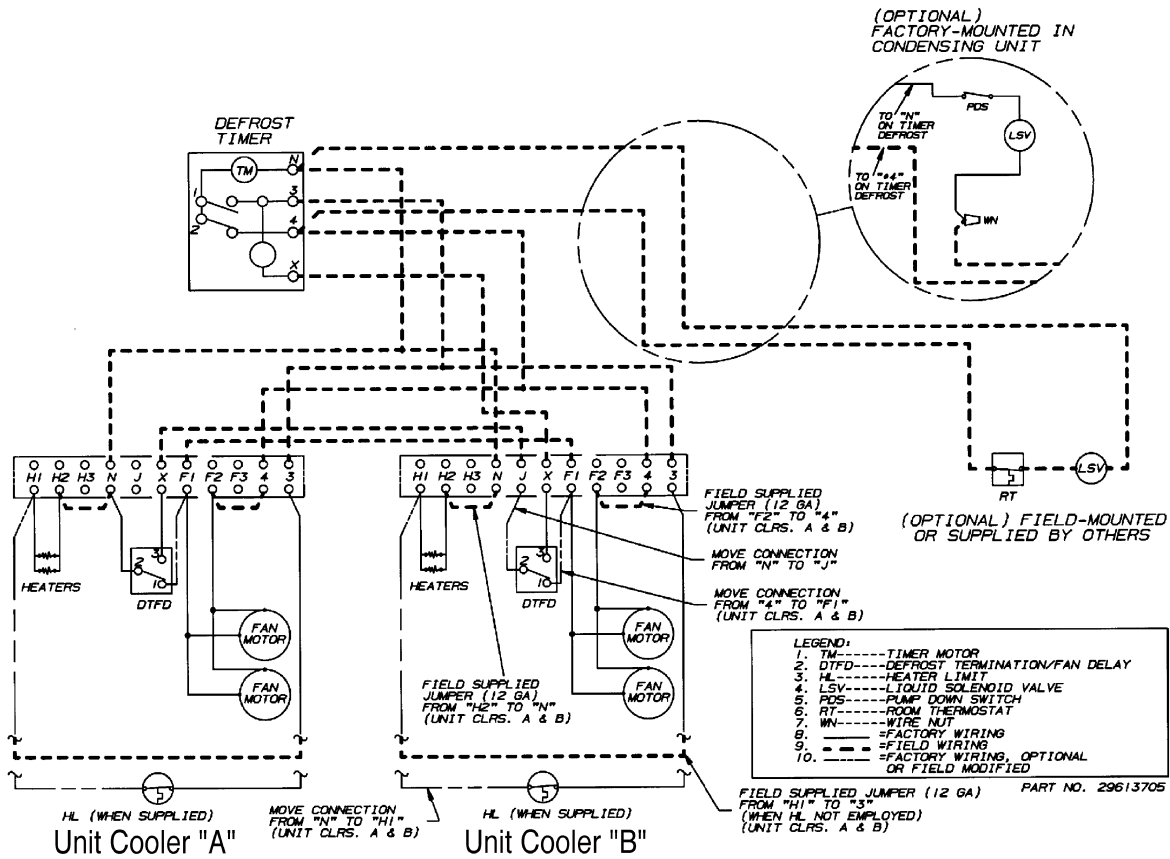 (OPTIONAL)
FACTORY-MOUNTED IN
CONDENSING UNIT
PDS
LSV
TO "N"
ON TIMER
DEFROST
TO "#4"
ON TIMER
DEFROST
WN
DEFROST
TIMER
TM
N
1
3
2
4
X
H1 H2 H3 N J X F1 F2 F3 4 3
H1 H2 H3 N J X F1 F2 F3 4 3
RT
LSV
(OPTIONAL) FIELD-MOUNTED
OR SUPPLIED BY OTHERS
FIELD SUPPLIED
JUMPER (12 GA)
FROM "F2" TO "4"
(UNIT CLRS. A & B)
MOVE CONNECTION
FROM "N" TO "J"
MOVE CONNECTION
FROM "4" TO "F1"
(UNIT CLRS. A & B)
HEATERS
3
2
1
DTFD
FAN
MOTOR
FAN
MOTOR
HEATERS
3
2
1
DTFD
FAN
MOTOR
FAN
MOTOR
FIELD SUPPLIED
JUMPER (12 GA)
FROM "H2" TO "N"
(UNIT CLRS. A & B)
LEGEND:
1. TM------TIMER MOTOR
2. DTFD----DEFROST TERMINATION/FAN DELAY
3. HL------HEATER LIMIT
4. LSV-----LIQUID SOLENOID VALVE
5. PDS-----PUMP DOWN SWITCH
6. RT------ROOM THERMOSTAT
7. WN------WIRE NUT
8. =FACTORY WIRING
9. =FIELD WIRING
10. =FACTORY WIRING, OPTIONAL
OR FIELD MODIFIED
PART NO. 29613705
HL (WHEN SUPPLIED)
Unit Cooler "A"
MOVE CONNECTION
FROM "N" TO "H1"
(UNIT CLRS. A & B)
HL (WHEN SUPPLIED)
Unit Cooler "B"
FIELD SUPPLIED JUMPER (12 GA)
FROM "H1" TO "3"
(WHEN HL NOT EMPLOYED)
(UNIT CLRS. A & B)